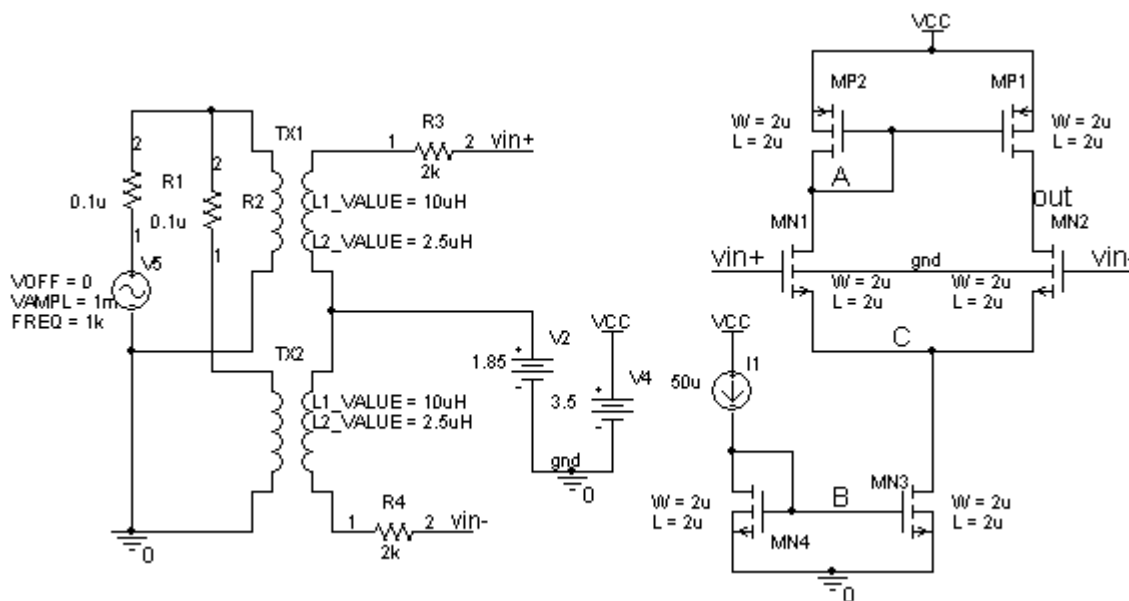 VCC
MP2
MP1
W = 2u
L = 2u
W = 2u
L = 2u
A
out
MN1
MN2
vin+
gnd
vin-
W = 2u
L = 2u
W = 2u
L = 2u
C
2
R1
0.1u
1
2
R2
0.1u
1
TX1
1
R3
2
2k
vin+
L1_VALUE = 10uH
L2_VALUE = 2.5uH
V5
VOFF = 0
VAMPL = 1m
FREQ = 1k
TX2
L1_VALUE = 10uH
L2_VALUE = 2.5uH
+
V2
1.85
-
VCC
+
V4
3.5
-
gnd
0
VCC
I1
50u
1
R4
2
2k
vin-
0
B
W = 2u
L = 2u
MN4
MN3
W = 2u
L = 2u
0